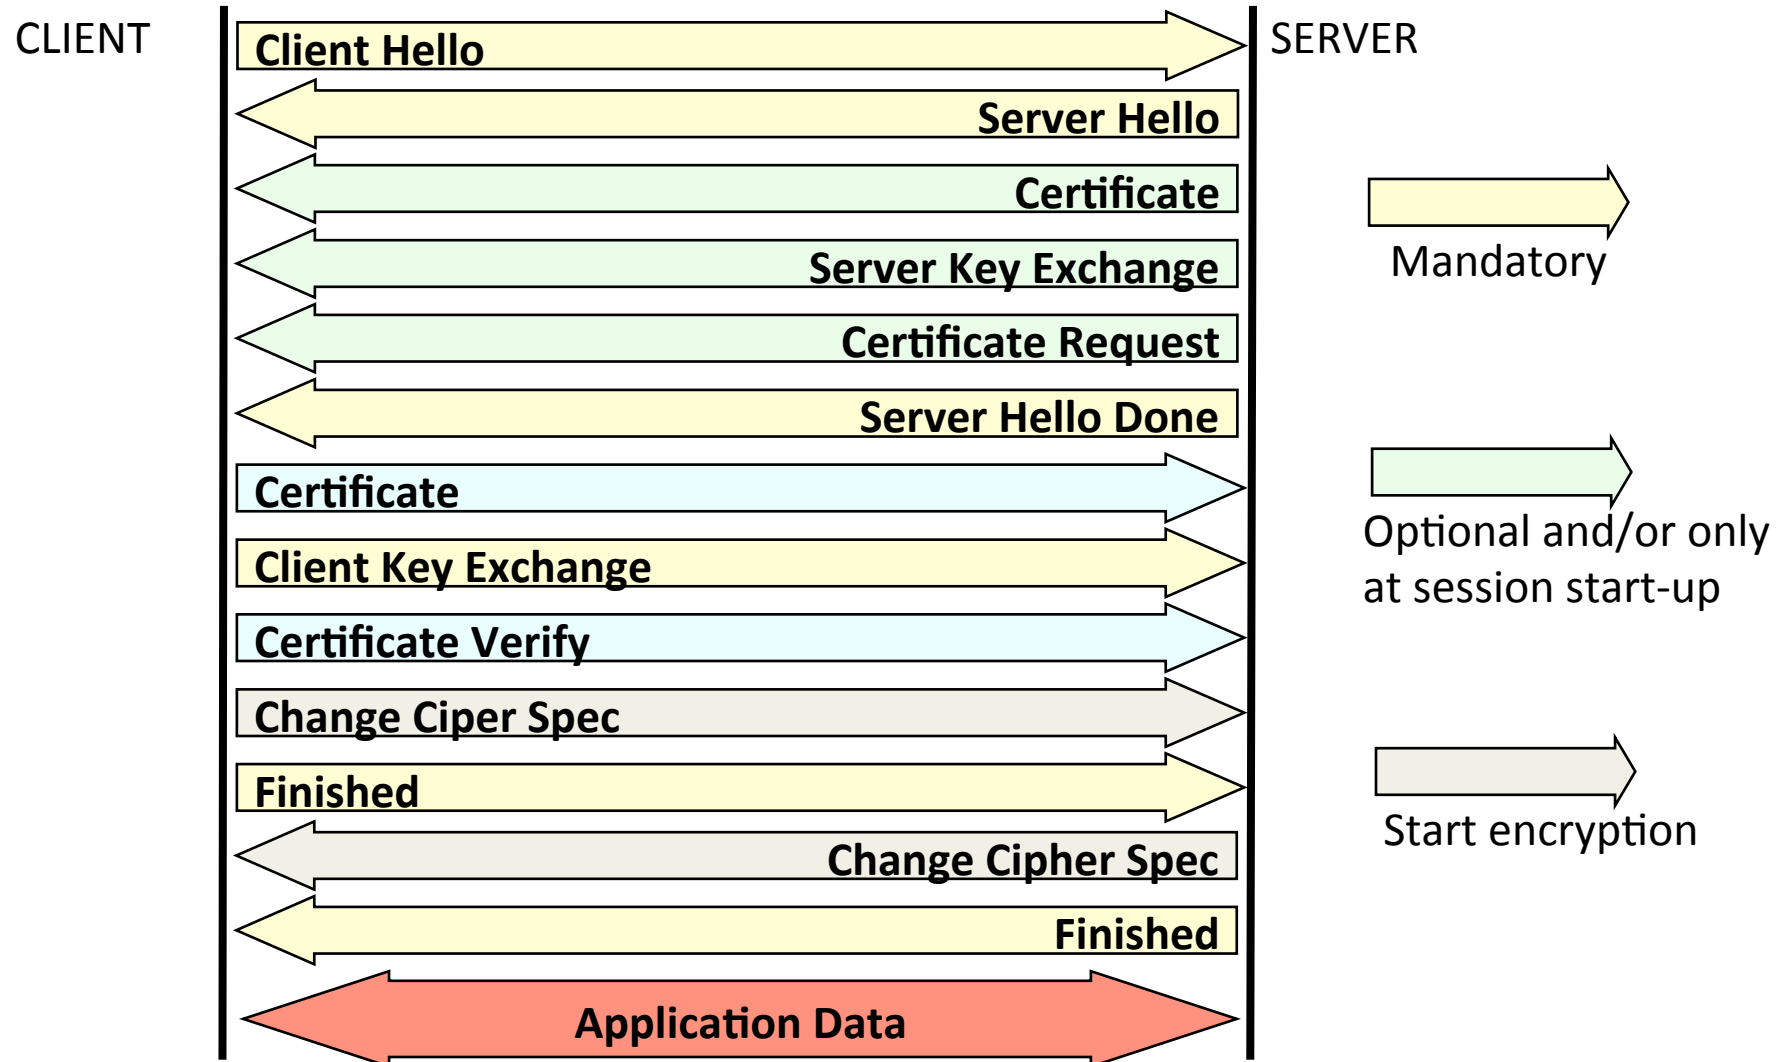 CLIENT
SERVER
Client Hello
Server Hello
Certificate
Server Key Exchange
Certificate Request
Server Hello Done
Certificate
Client Key Exchange
Certificate Verify
Change Ciper Spec
Finished
Change Cipher Spec
Finished
Application Data
Mandatory
Optional and/or only
at session start-up
Start encryption